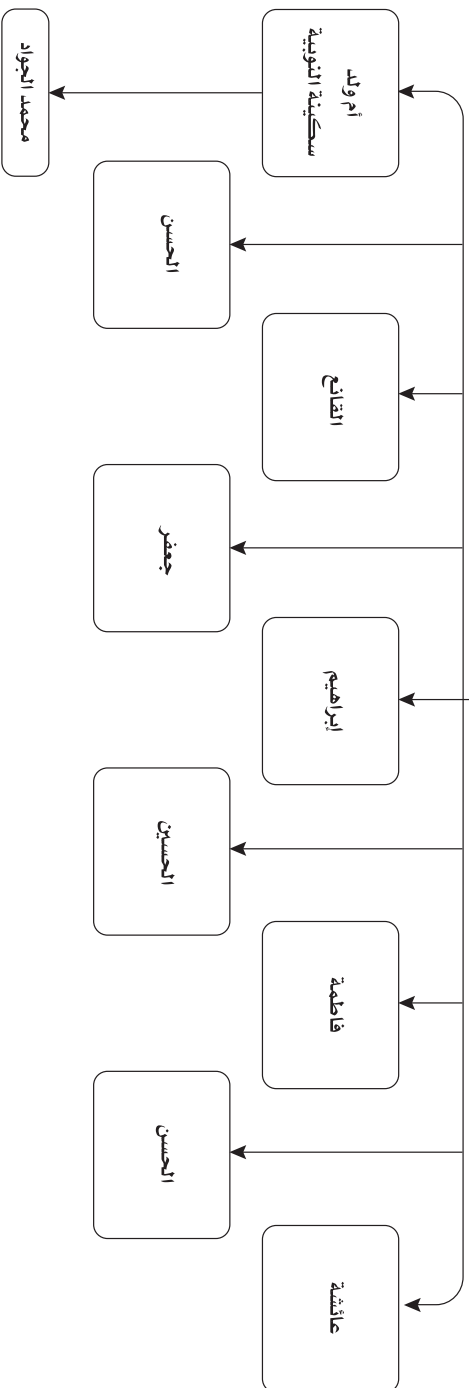 أم ولد
سكينة النوبية
محمد الجواد
الحسن
القانع
جعفر
إبراهيم
الحسين
فاطمة
الحسن
عائشة